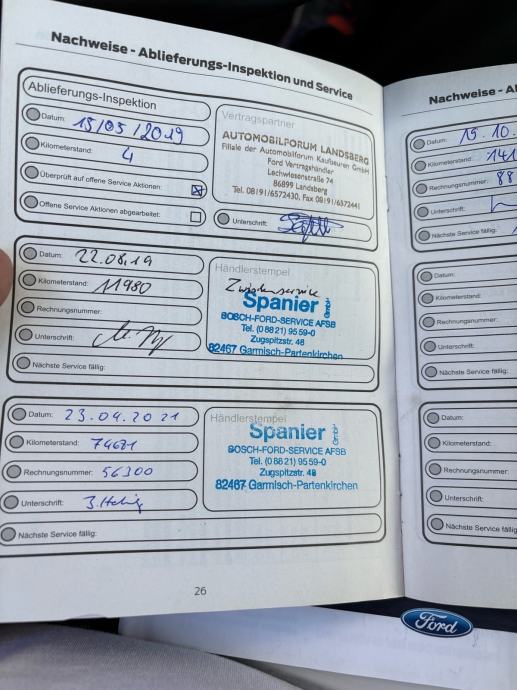 Nachweise - Ablieferungs-Inspektion und Service
Ablieferungs-Inspektion
Datum: 15/05/2019
Kilometerstand: 4
Überprüft auf offene Service Aktionen:
Offene Service Aktionen abgearbeitet:
Vertragspartner
AUTOMOBILFORUM LANDSBERG
Filiale der Automobilforum Kaufbeuren GmbH
Ford Vertragshändler
Lechwiesenstraße 74
86899 Landsberg
Tel. 08191/6572430, Fax 08191/6572441
Unterschrift:
Datum: 22.08.19
Kilometerstand: 11980
Rechnungsnummer:
Unterschrift:
Nächste Service fällig:
Händlerstempel
Zwischenservice
Spanier GmbH
BOSCH-FORD-SERVICE AFSB
Tel. (0 88 21) 95 59-0
Zugspitzstr. 48
82467 Garmisch-Partenkirchen
Datum: 23.04.2021
Kilometerstand: 74621
Rechnungsnummer: 56300
Unterschrift:
Nächste Service fällig:
Händlerstempel
Spanier GmbH
BOSCH-FORD-SERVICE AFSB
Tel. (0 88 21) 95 59-0
Zugspitzstr. 48
82467 Garmisch-Partenkirchen
26
Nachweise - 
Datum: 15.10.
Kilometerstand: 141
Rechnungsnummer: 88
Unterschrift:
Nächste Service fällig:
Datum:
Kilometerstand:
Rechnungsnummer:
Unterschrift:
Nächste Service fällig:
Datum:
Kilometerstand:
Rechnungsnummer:
Unterschrift:
Nächste Service fällig:
Ford